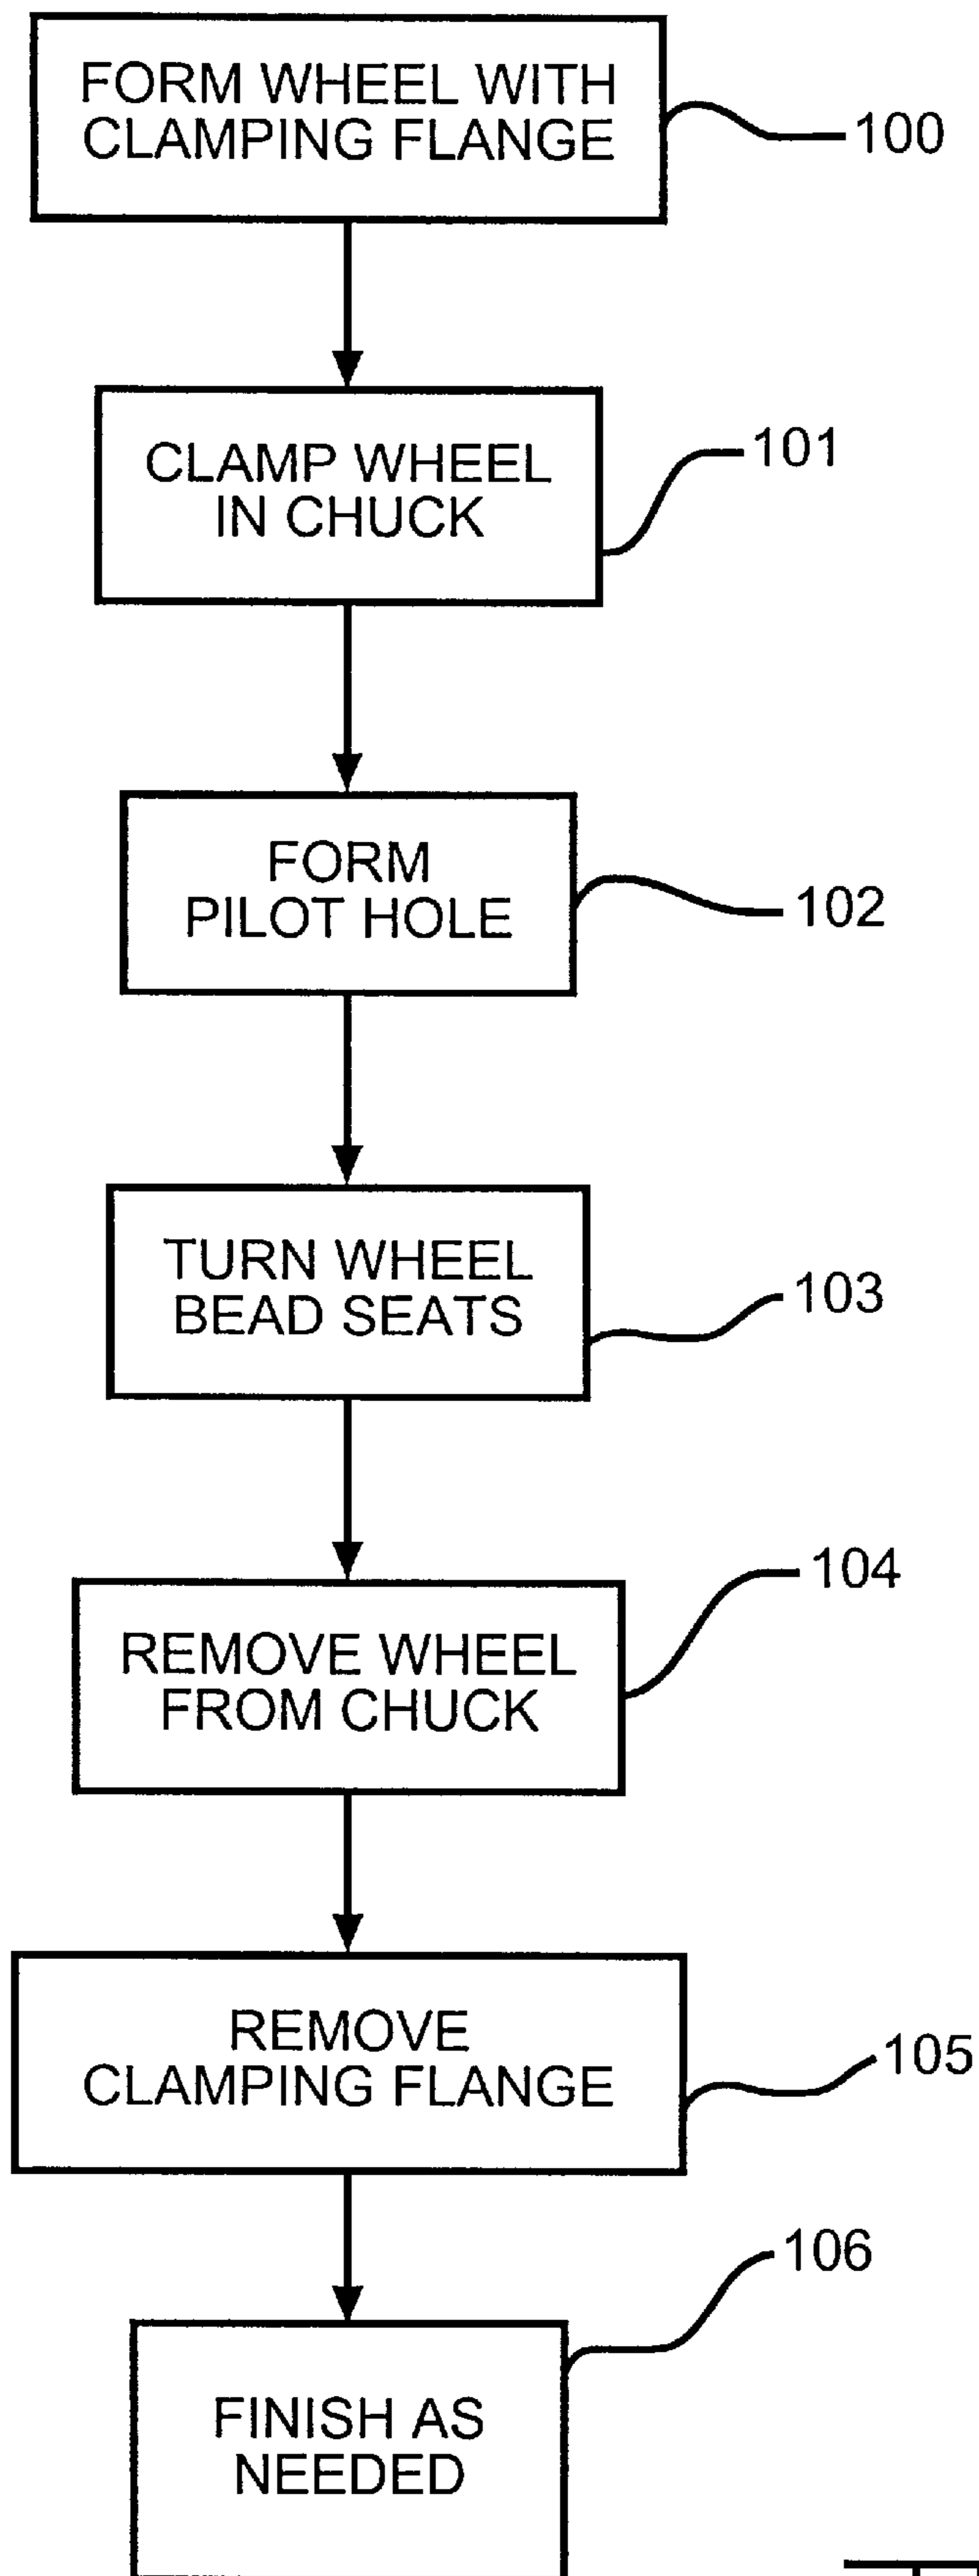 FORM WHEEL WITH
CLAMPING FLANGE
100
CLAMP WHEEL
IN CHUCK
101
FORM
PILOT HOLE
102
TURN WHEEL
BEAD SEATS
103
REMOVE WHEEL
FROM CHUCK
104
REMOVE
CLAMPING FLANGE
105
FINISH AS
NEEDED
106